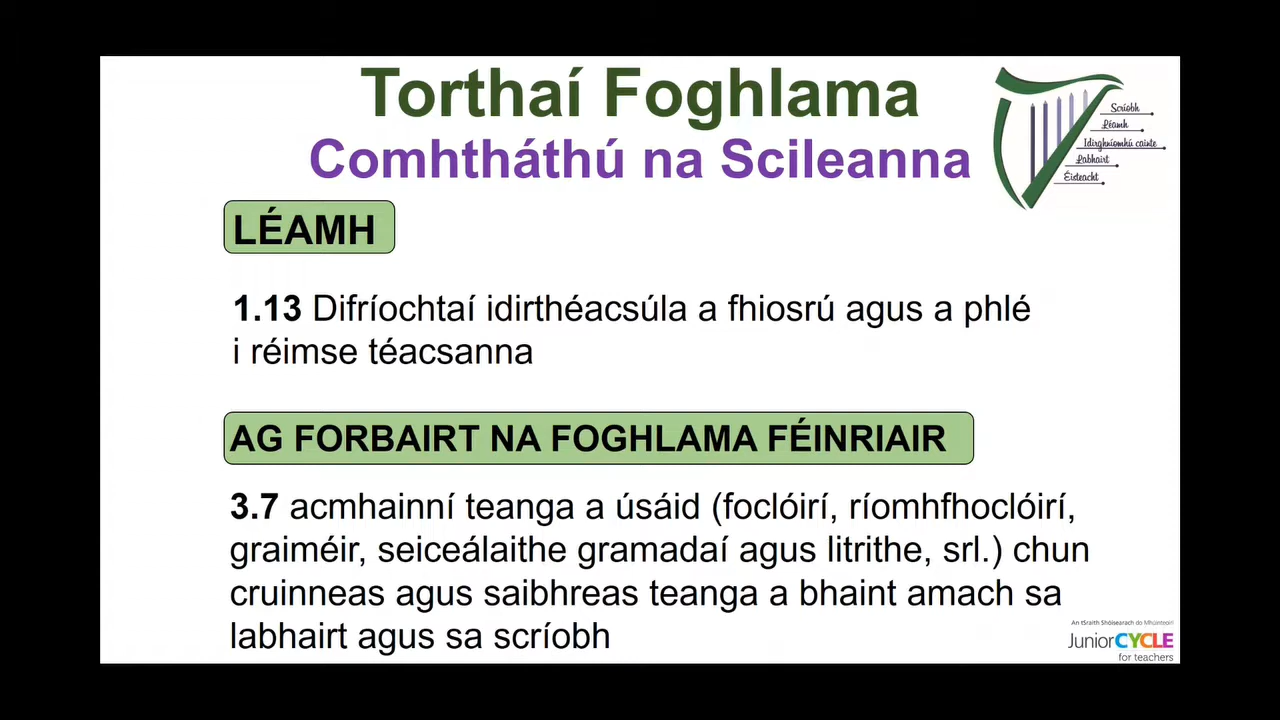 Torthaí Foghlama
Comhtháthú na Scileanna
Scríobh
Léamh
Idirghníomhú cainte
Labhairt
Éisteacht
LÉAMH
1.13 Difríochtaí idirthéacsúla a fhiosrú agus a phlé
i réimse téacsanna
AG FORBAIRT NA FOGHLAMA FÉINRIAIR
3.7 acmhainní teanga a úsáid (foclóirí, ríomhfhoclóirí,
graiméir, seiceálaithe gramadaí agus litrithe, srl.) chun
cruinneas agus saibhreas teanga a bhaint amach sa
labhairt agus sa scríobh
An tSraith Shóisearach do Mhúinteoirí
JuniorCYCLE
for teachers